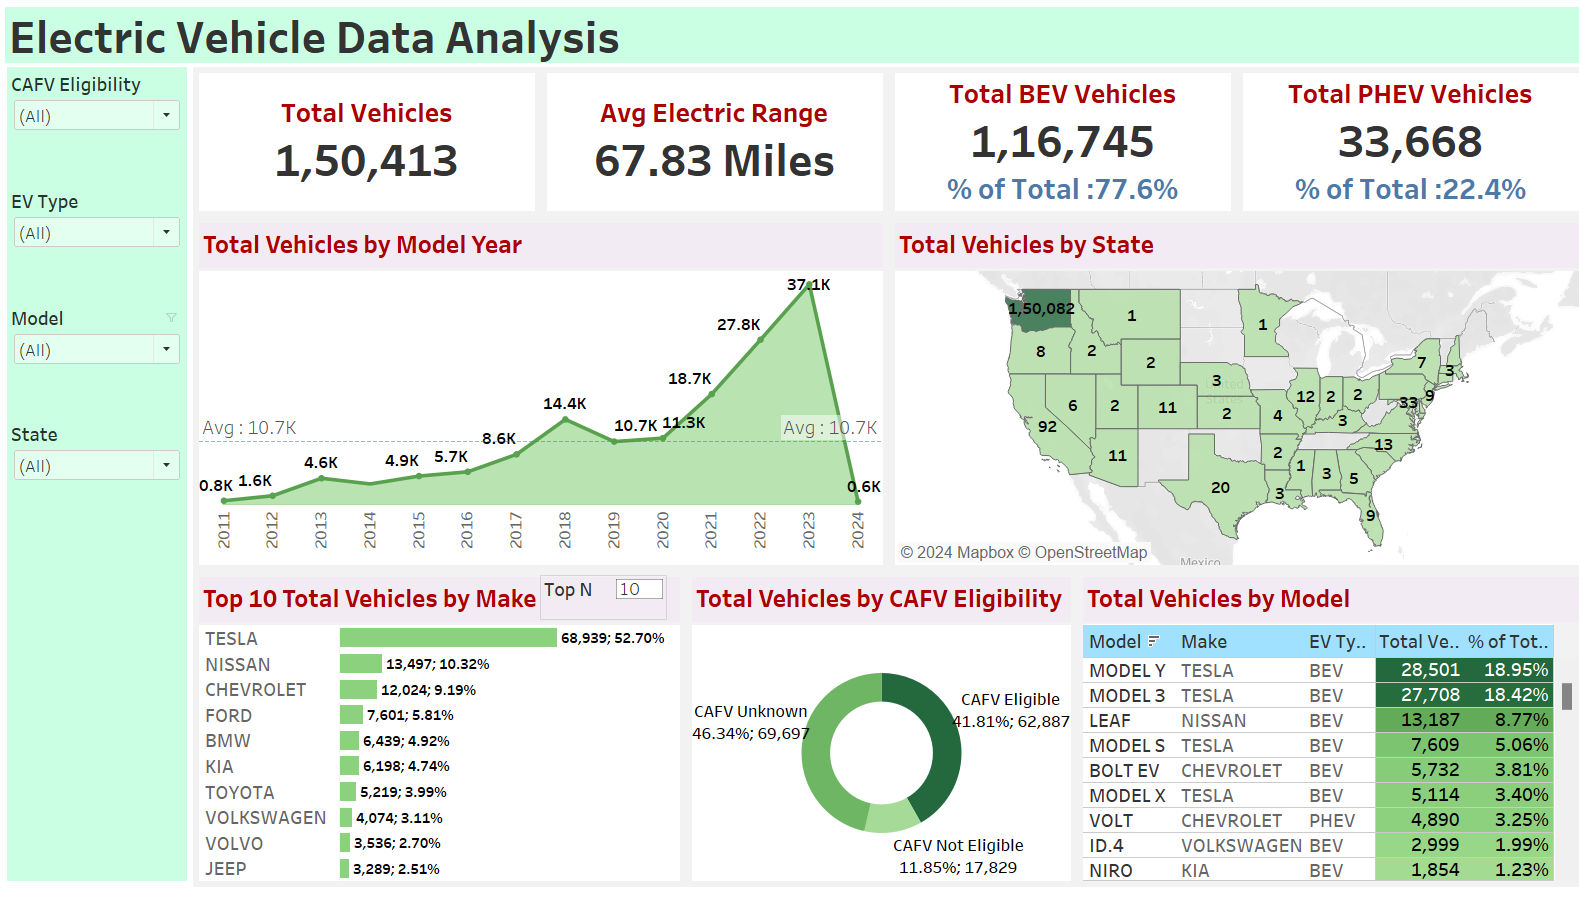 Electric Vehicle Data Analysis
CAFV Eligibility
(All)
EV Type
(All)
Model
(All)
State
(All)
Total Vehicles
1,50,413
Avg Electric Range
67.83 Miles
Total BEV Vehicles
1,16,745
% of Total :77.6%
Total PHEV Vehicles
33,668
% of Total :22.4%
Total Vehicles by Model Year
37.1K
27.8K
18.7K
14.4K
10.7K
11.3K
8.6K
Avg : 10.7K
Avg : 10.7K
4.6K
4.9K
5.7K
0.8K
1.6K
0.6K
2011
2012
2013
2014
2015
2016
2017
2018
2019
2020
2021
2022
2023
2024
Total Vehicles by State
1,50,082
1
1
8
2
2
7
3
3
6
2
11
2
4
12
2
2
33
9
92
3
13
11
2
1
3
5
20
3
9
United States
Mexico
© 2024 Mapbox © OpenStreetMap
Top 10 Total Vehicles by Make
Top N
10
TESLA 68,939; 52.70%
NISSAN 13,497; 10.32%
CHEVROLET 12,024; 9.19%
FORD 7,601; 5.81%
BMW 6,439; 4.92%
KIA 6,198; 4.74%
TOYOTA 5,219; 3.99%
VOLKSWAGEN 4,074; 3.11%
VOLVO 3,536; 2.70%
JEEP 3,289; 2.51%
Total Vehicles by CAFV Eligibility
CAFV Eligible
41.81%; 62,887
CAFV Unknown
46.34%; 69,697
CAFV Not Eligible
11.85%; 17,829
Total Vehicles by Model
Model Make EV Ty.. Total Ve.. % of Tot..
MODEL Y TESLA BEV 28,501 18.95%
MODEL 3 TESLA BEV 27,708 18.42%
LEAF NISSAN BEV 13,187 8.77%
MODEL S TESLA BEV 7,609 5.06%
BOLT EV CHEVROLET BEV 5,732 3.81%
MODEL X TESLA BEV 5,114 3.40%
VOLT CHEVROLET PHEV 4,890 3.25%
ID.4 VOLKSWAGEN BEV 2,999 1.99%
NIRO KIA BEV 1,854 1.23%